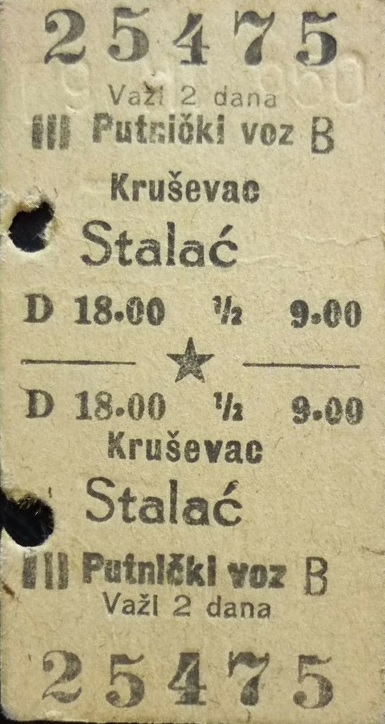 25475
Važi 2 dana
III Putnički voz B
Kruševac
Stalać
D 18.00 ½ 9.00
D 18.00 ½ 9.00
Kruševac
Stalać
III Putnički voz B
Važi 2 dana
25475